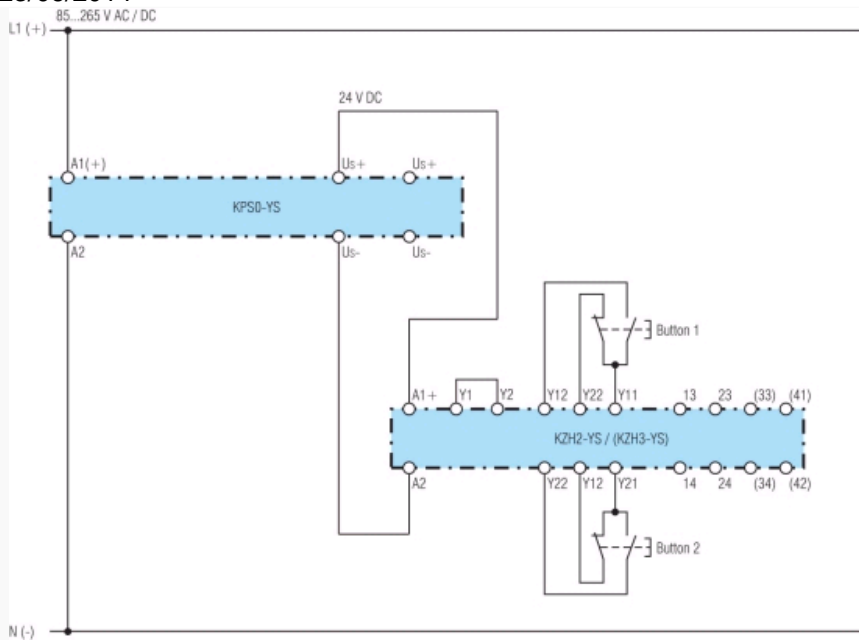 85...265 V AC / DC
L1 (+)
24 V DC
A1(+) Us+ Us+
KPS0-YS
A2 Us- Us-
Button 1
A1+ Y1 Y2 Y12 Y22 Y11 13 23 (33) (41)
KZH2-YS / (KZH3-YS)
A2 Y22 Y12 Y21 14 24 (34) (42)
Button 2
N (-)